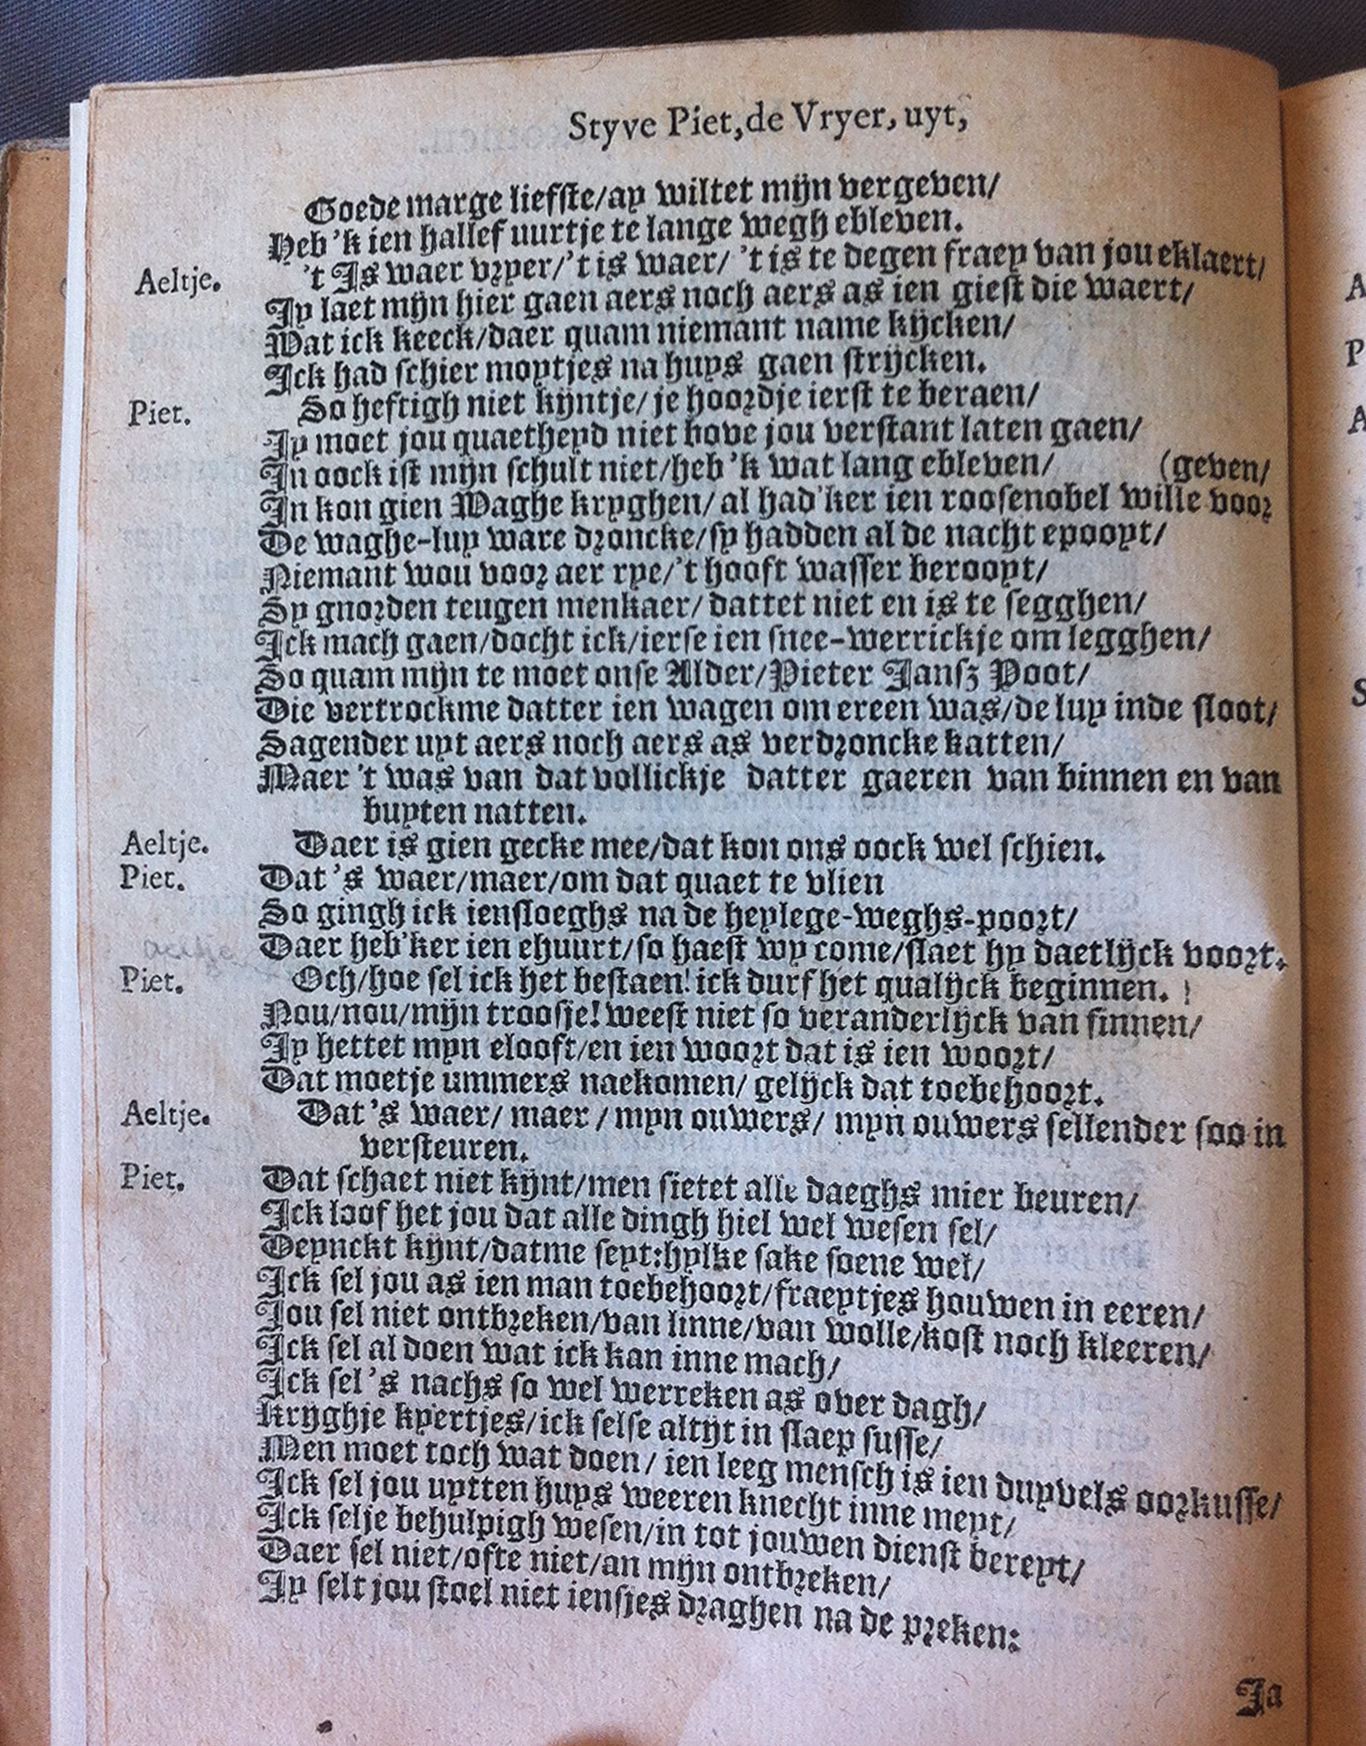 Styve Piet, de Vryer, uyt,
Goede marge liefste/ay wiltet mijn vergeven/
Heb 'k ien hallef uurtje te lange wegh ebleven.
Aeltje. 't Is waer vryer/'t is waer/ 't is te degen fraey van jou eklaert/
Jy laet mijn hier gaen aers noch aers as ien giest die waert/
Wat ick keeck/daer quam niemant name kijcken/
Ick had schier moytjes na huys gaen strijcken.
Piet. So heftigh niet kijntje/je hoordje ierst te beraen/
Jy moet jou quaetheyd niet bove jou verstant laten gaen/
In oock ist mijn schult niet/heb 'k wat lang ebleven/ (geven/
In kon gien Waghe kryghen/ al had'ker ien roosenobel wille voor
De waghe-luy ware droncke/sy hadden al de nacht epooyt/
Niemant wou voor aer rye/'t hooft wasser berooyt/
Sy gnorden teugen menkaer/ dattet niet en is te segghen/
Ick mach gaen/docht ick/ierse ien snee-werrickje om legghen/
So quam mijn te moet onse Alder/Pieter Jansz Poot/
Die vertrockme datter ien wagen om ereen was/de luy inde sloot/
Sagender uyt aers noch aers as verdroncke katten/
Maer 't was van dat vollickje datter gaeren van binnen en van
buyten natten.
Aeltje. Daer is gien gecke mee/dat kon ons oock wel schien.
Piet. Dat 's waer/maer/om dat quaet te vlien
So gingh ick iensloeghs na de heylege-weghs-poort/
Daer heb'ker ien ehuurt/so haest wy come/slaet hy daetlijck voort.
aeltje
Piet. Och/hoe sel ick het bestaen! ick durf het qualijck beginnen.
Nou/nou/mijn troosje! weest niet so veranderlijck van sinnen/
Jy hettet myn elooft/en ien woort dat is ien woort/
Dat moetje ummers naekomen/ gelijck dat toebehoort.
Aeltje. Dat 's waer/ maer / myn ouwers/ myn ouwers sellender soo in
versteuren.
Piet. Dat schaet niet kijnt/men sietet alle daeghs mier beuren/
Ick loof het jou dat alle dingh hiel wel wesen sel/
Deynckt kijnt/datme seyt:hylke sake soene wel/
Ick sel jou as ien man toebehoort/fraeytjes houwen in eeren/
Jou sel niet ontbreken/van linne/van wolle/kost noch kleeren/
Ick sel al doen wat ick kan inne mach/
Ick sel 's nachs so wel werreken as over dagh/
Kryghje kyertjes/ick selse altijt in slaep susse/
Men moet toch wat doen/ ien leeg mensch is ien duyvels oorkusse/
Ick sel jou uytten huys weeren knecht inne meyt/
Ick selje behulpigh wesen/in tot jouwen dienst bereyt/
Daer sel niet/ofte niet/an mijn ontbreken/
Jy selt jou stoel niet iensjes draghen na de preken:
Ja